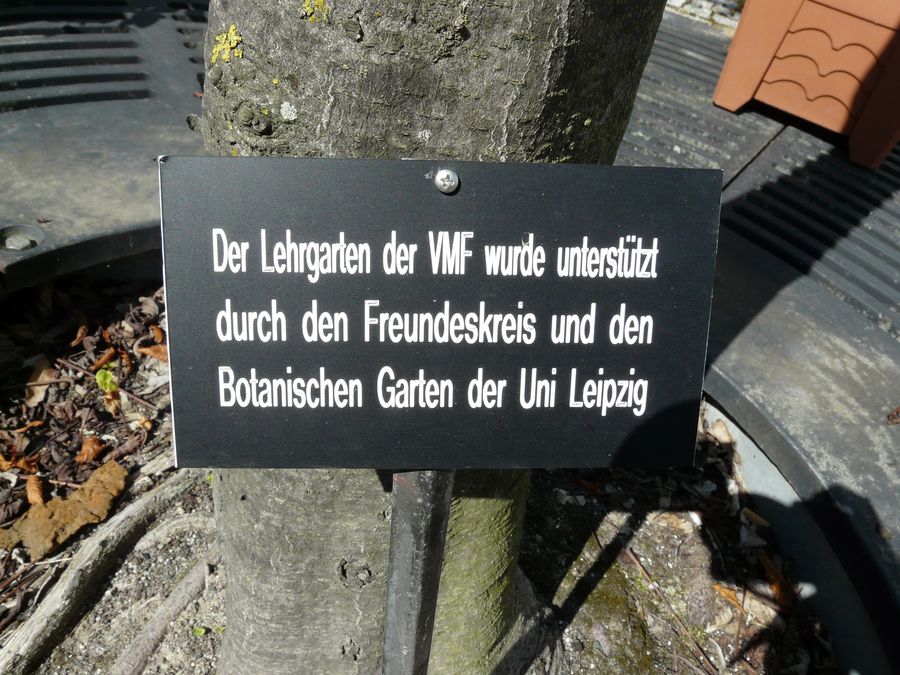 Der Lehrgarten der VMF wurde unterstützt
durch den Freundeskreis und den
Botanischen Garten der Uni Leipzig